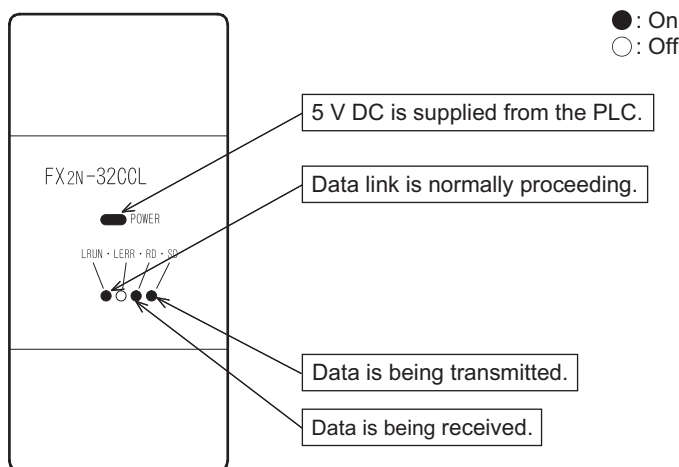 ●: On
○: Off
5 V DC is supplied from the PLC.
FX2N-32CCL
Data link is normally proceeding.
POWER
LRUN・LERR・RD・SD
Data is being transmitted.
Data is being received.